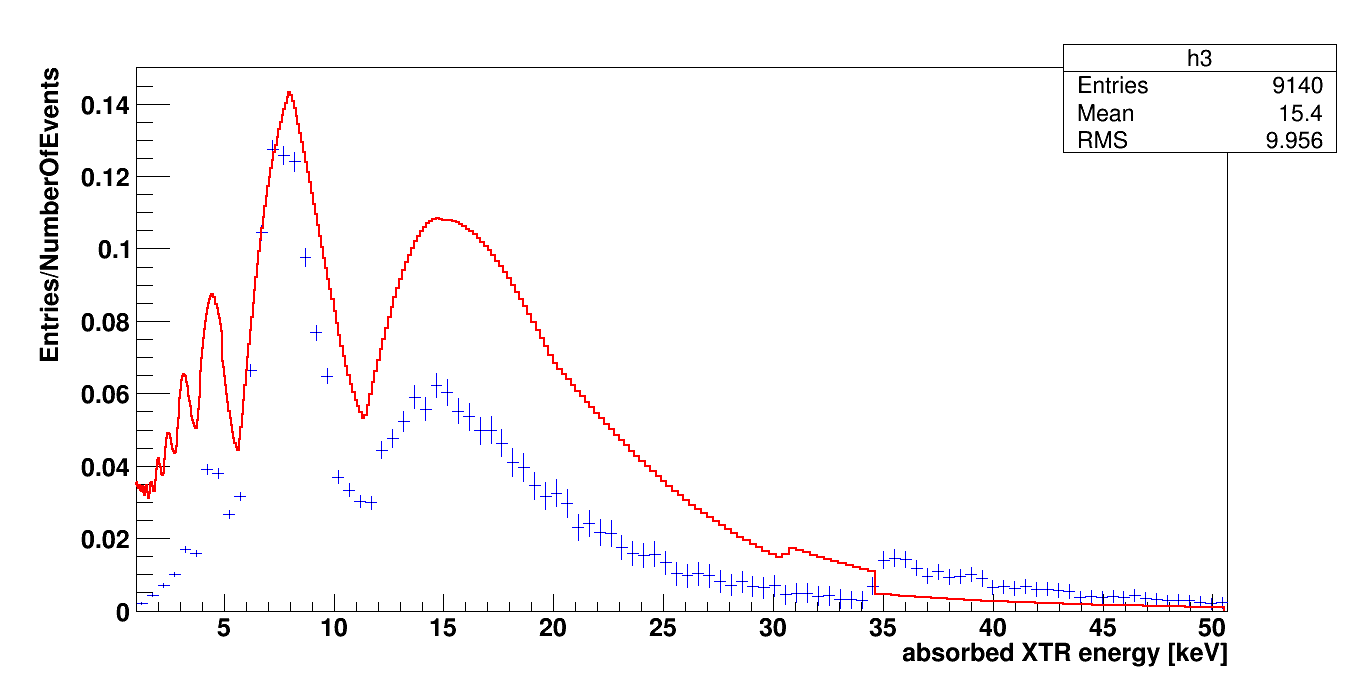 h3
Entries 9140
Mean 15.4
RMS 9.956
Entries/NumberOfEvents
0.14
0.12
0.1
0.08
0.06
0.04
0.02
0
5 10 15 20 25 30 35 40 45 50
absorbed XTR energy [keV]